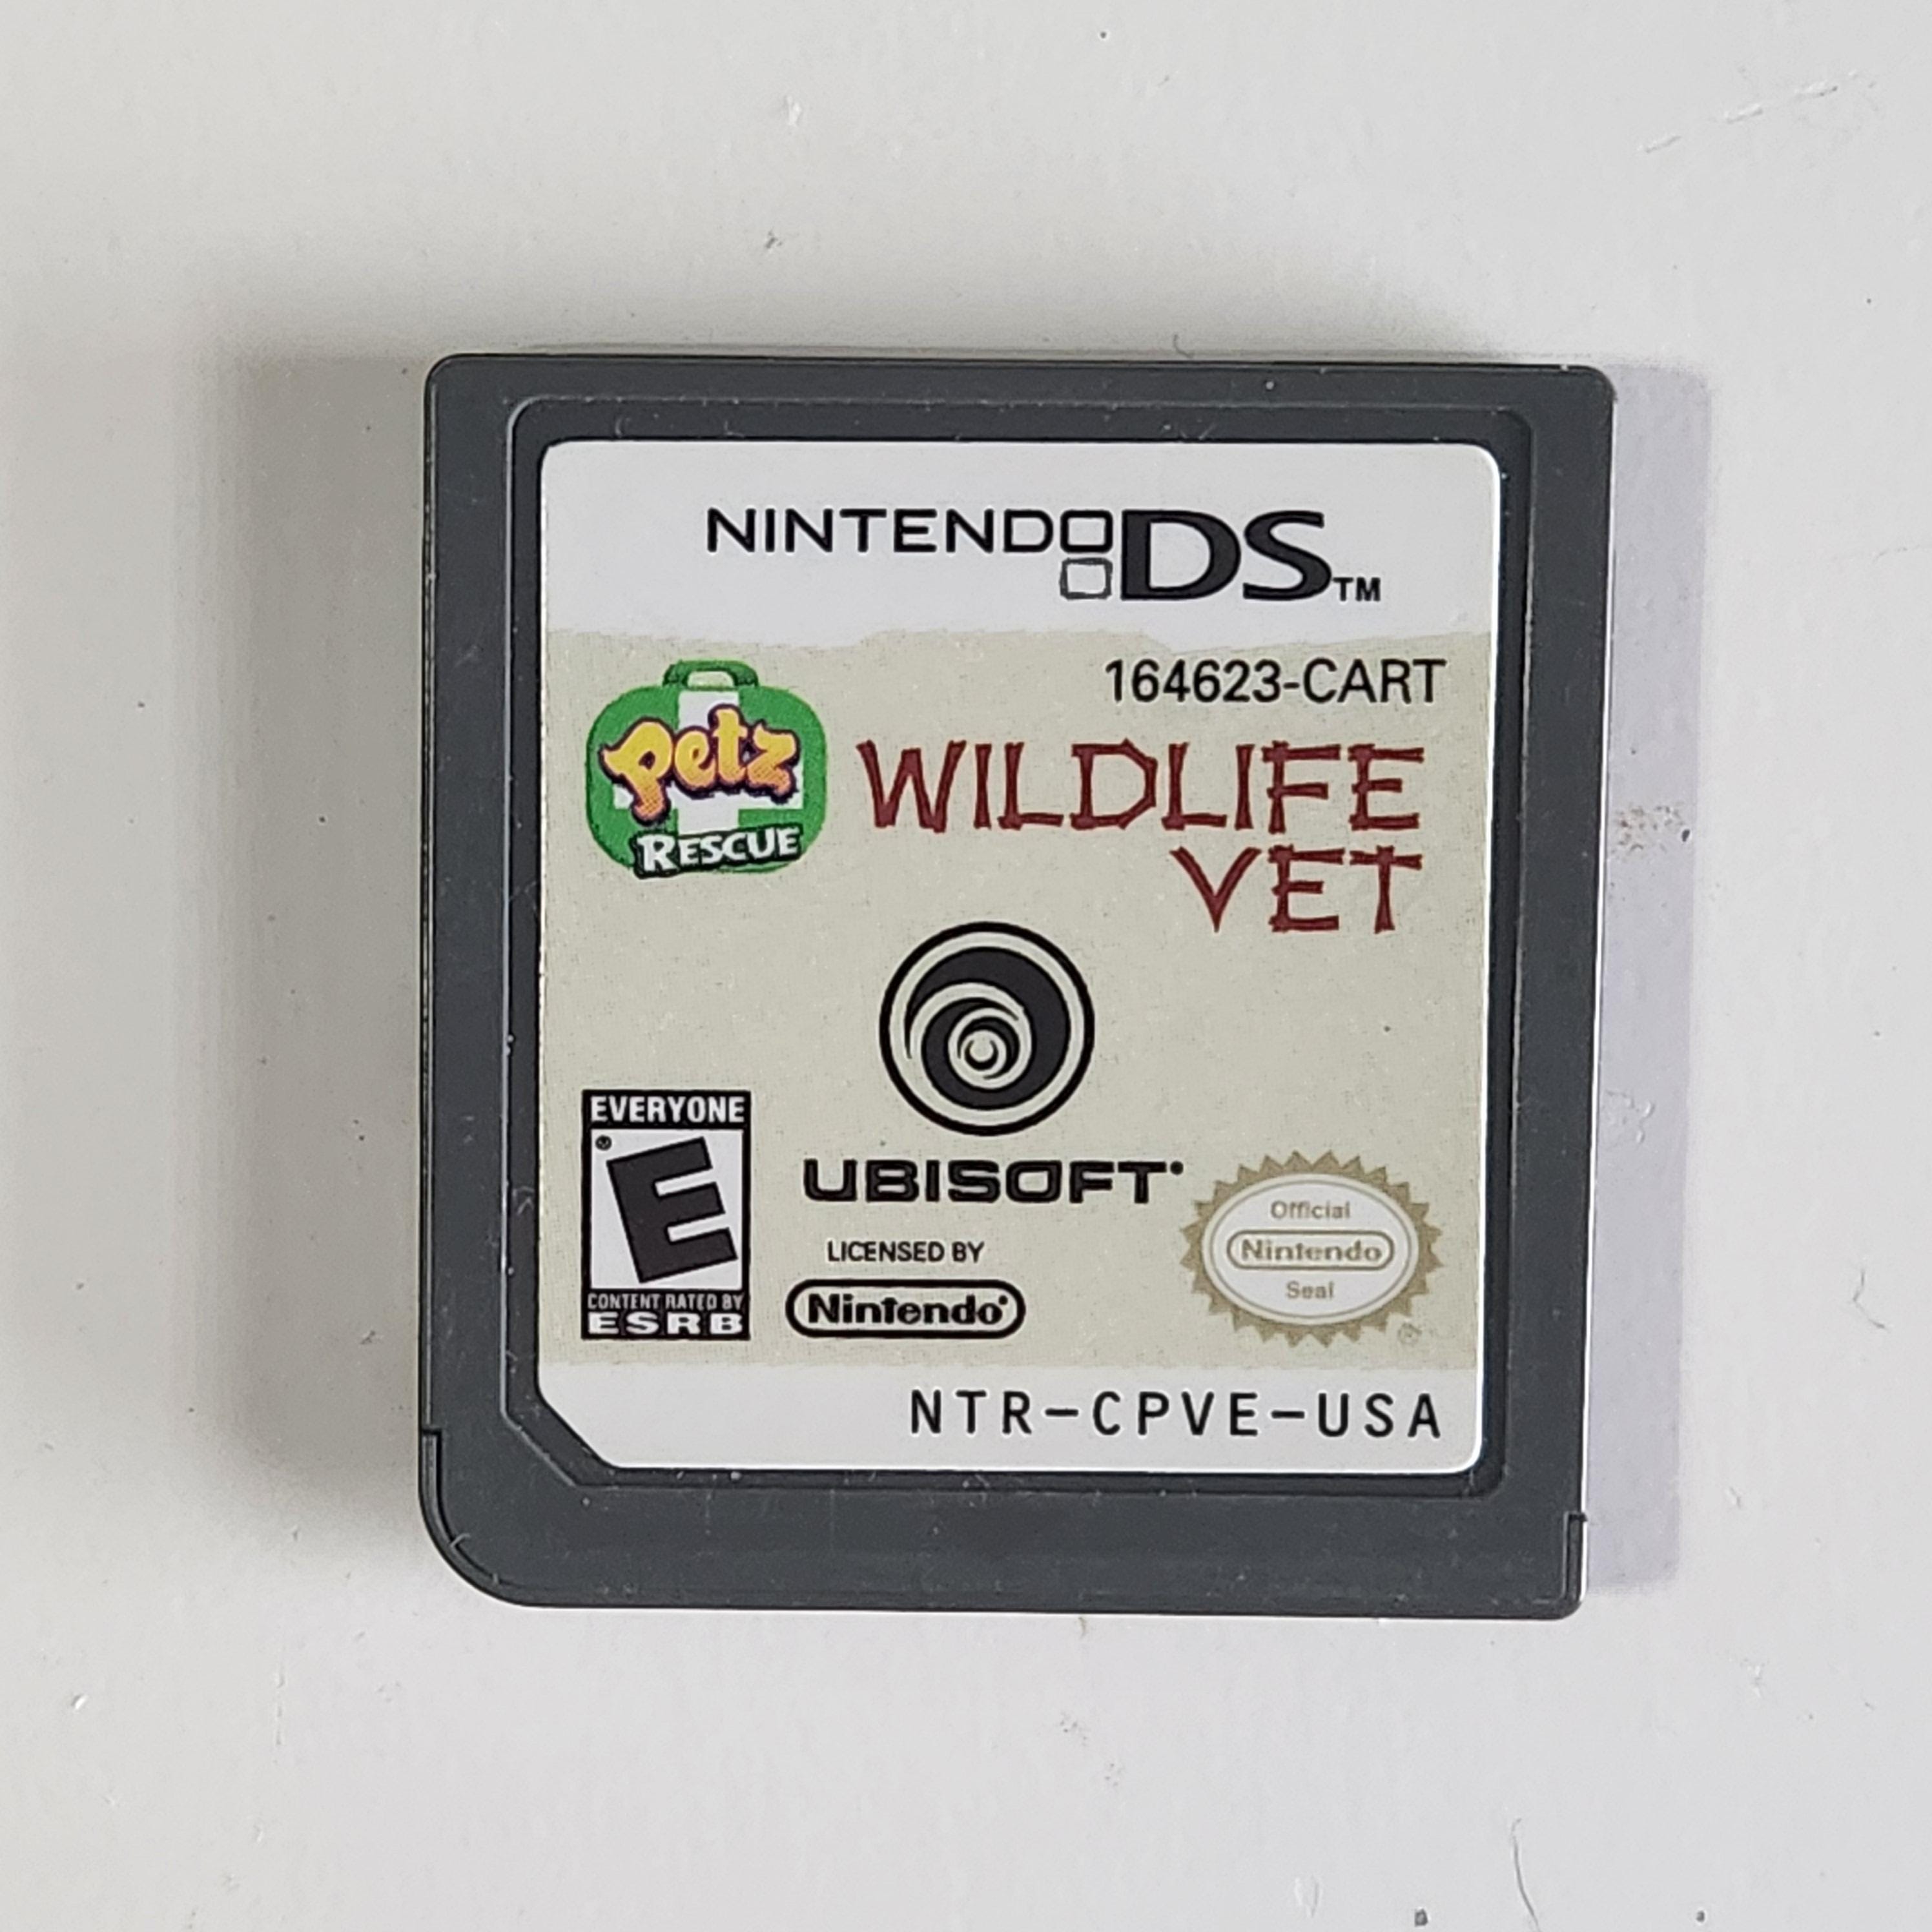 NINTENDO DS™
164623-CART
Petz
RESCUE
WILDLIFE
VET
EVERYONE
E
®
CONTENT RATED BY
ESRB
UBISOFT®
LICENSED BY
Nintendo®
Official
Nintendo
Seal
®
NTR-CPVE-USA